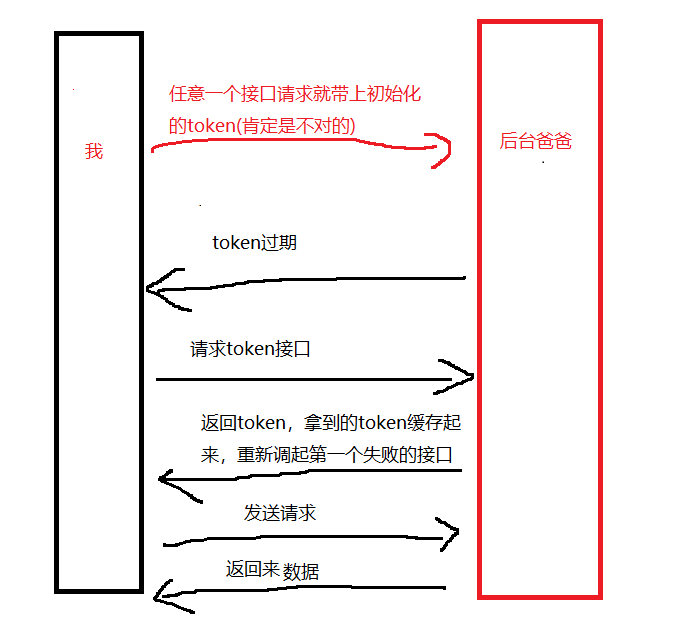 任意一个接口请求就带上初始化
的token(肯定是不对的)
我
后台爸爸
token过期
请求token接口
返回token，拿到的token缓存起
来，重新调起第一个失败的接口
发送请求
返回来 数据